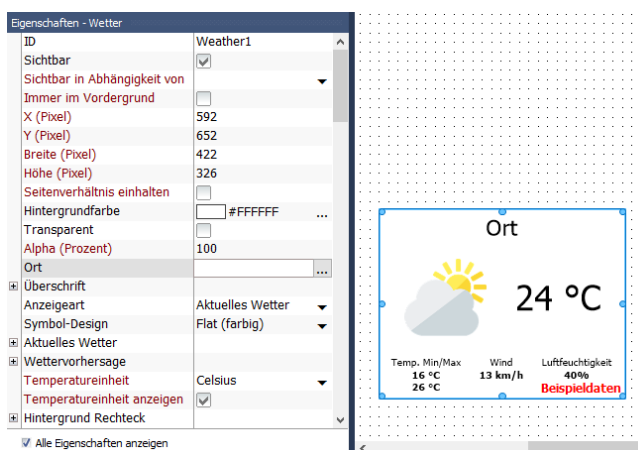 Eigenschaften - Wetter
ID Weather1
Sichtbar
Sichtbar in Abhängigkeit von
Immer im Vordergrund
X (Pixel) 592
Y (Pixel) 652
Breite (Pixel) 422
Höhe (Pixel) 326
Seitenverhältnis einhalten
Hintergrundfarbe #FFFFFF ...
Transparent
Alpha (Prozent) 100
Ort ...
Überschrift
Anzeigeart Aktuelles Wetter
Symbol-Design Flat (farbig)
Aktuelles Wetter
Wettervorhersage
Temperatureinheit Celsius
Temperatureinheit anzeigen
Hintergrund Rechteck
Alle Eigenschaften anzeigen
Ort
24 °C
Temp. Min/Max Wind Luftfeuchtigkeit
16 °C 13 km/h 40%
26 °C Beispieldaten